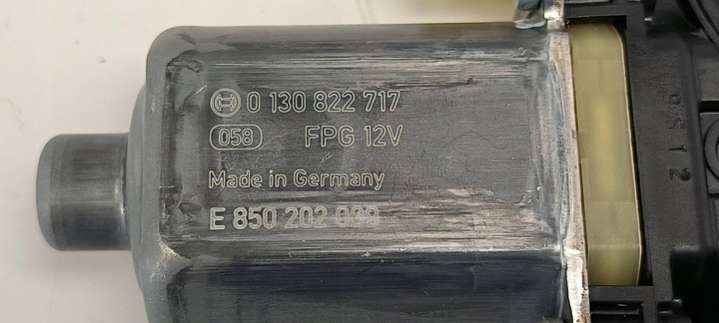 0 130 822 717
058 FPG 12V
Made in Germany
E 850 202